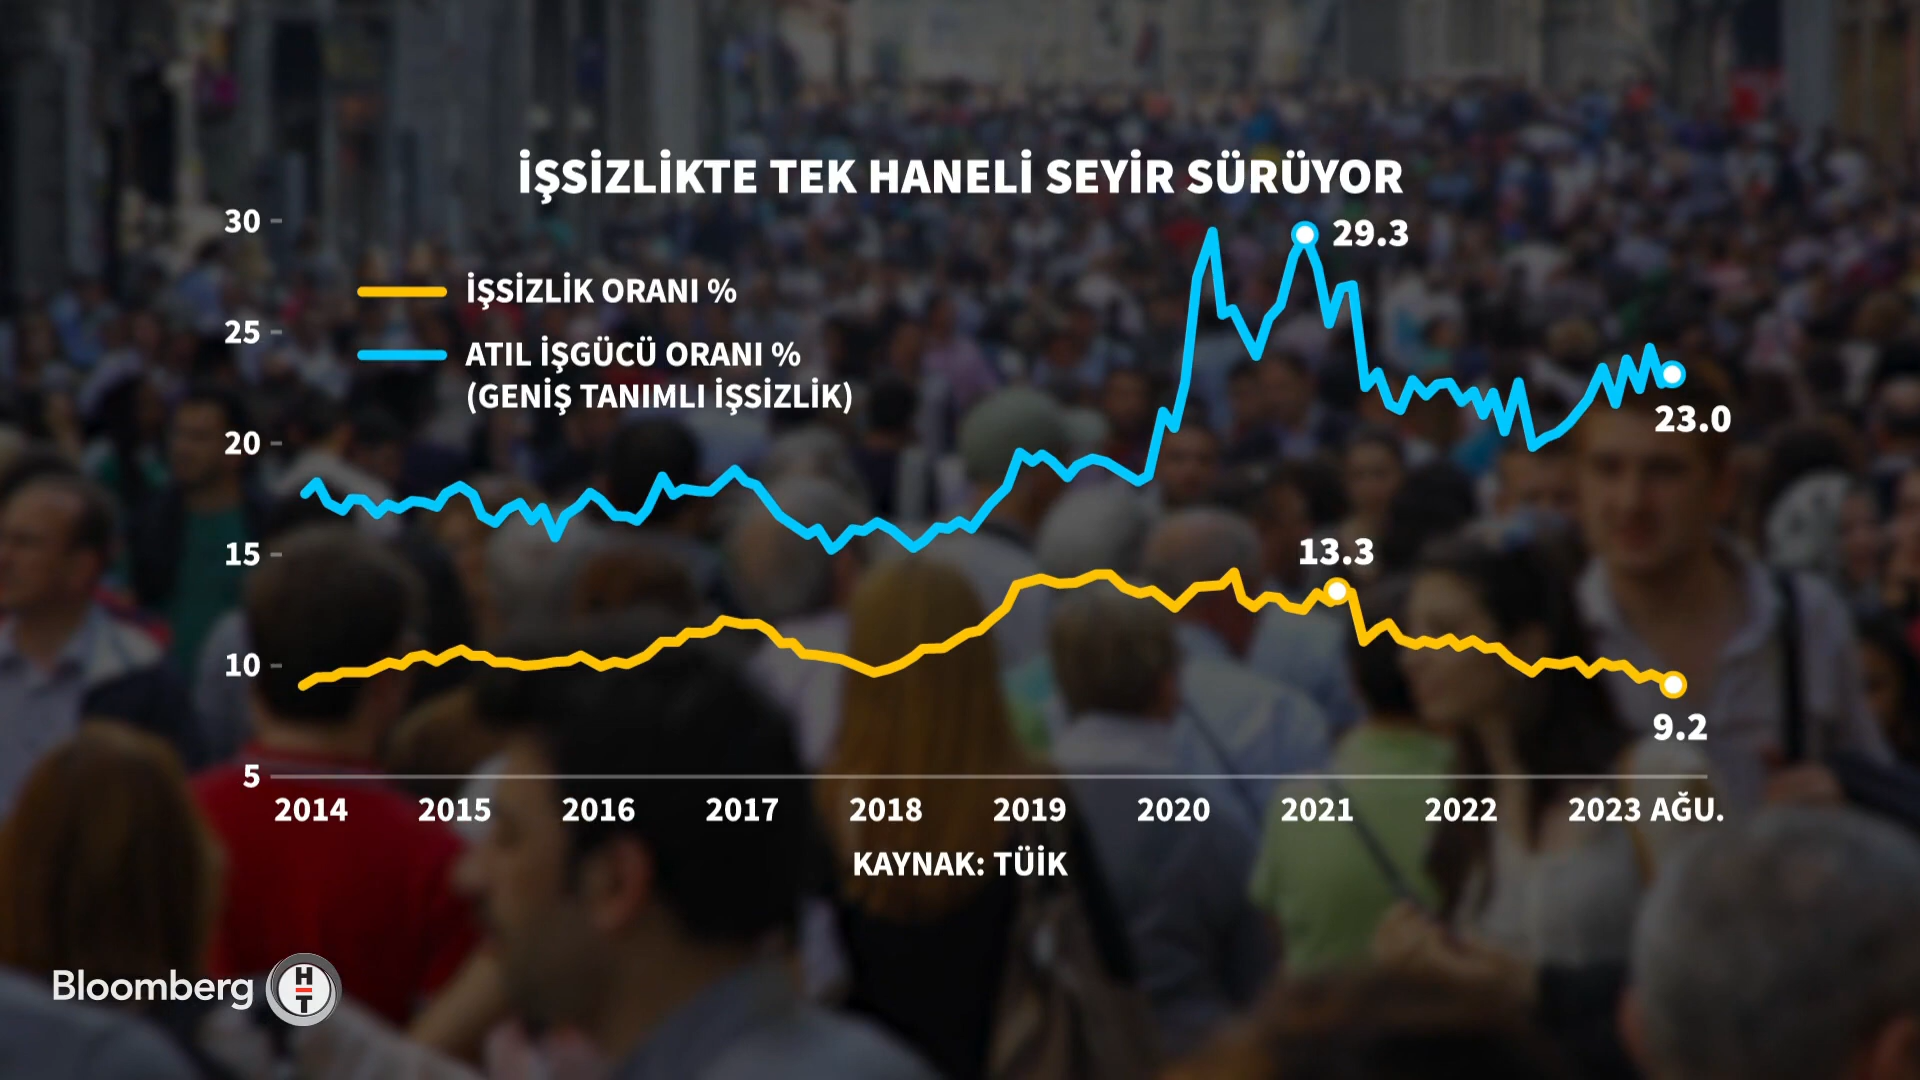 İŞSİZLİKTE TEK HANELİ SEYİR SÜRÜYOR
30
29.3
İŞSİZLİK ORANI %
25
ATIL İŞGÜCÜ ORANI %
(GENİŞ TANIMLI İŞSİZLİK)
23.0
20
15
13.3
10
9.2
5
2014 2015 2016 2017 2018 2019 2020 2021 2022 2023 AĞU.
KAYNAK: TÜİK
Bloomberg HT